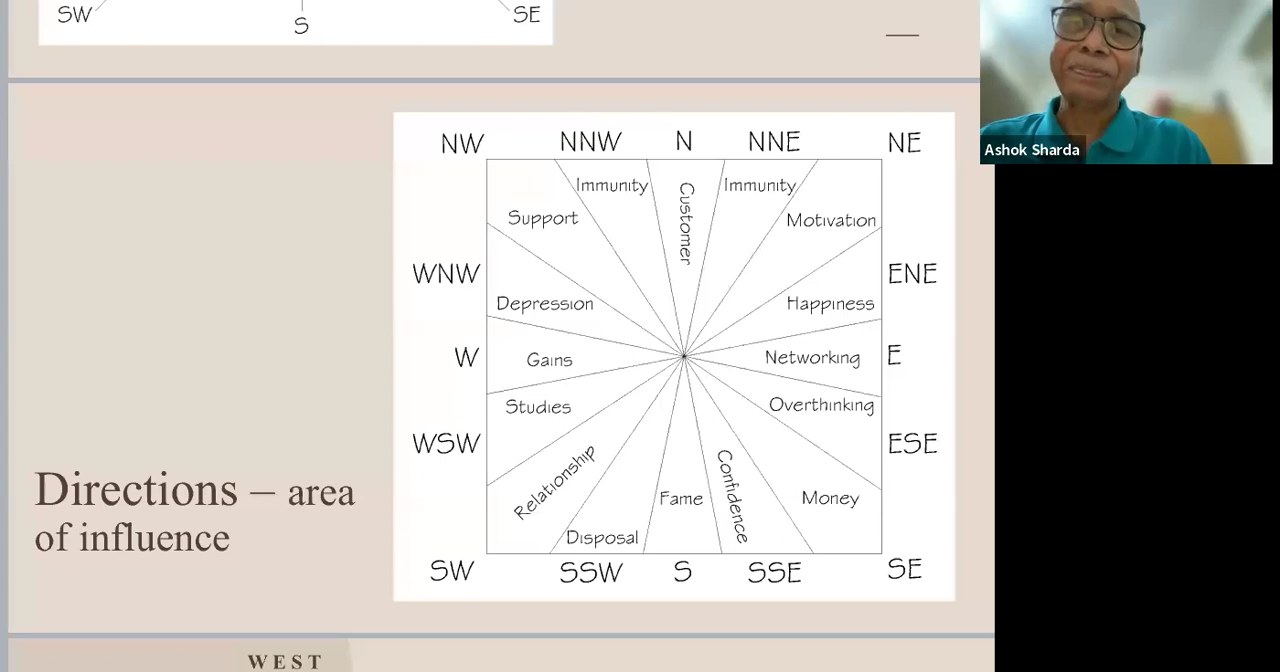 SW
S
SE
Ashok Sharda
NW NNW N NNE NE
Immunity
Customer
Immunity
Support
Motivation
WNW
ENE
Depression
Happiness
W
Gains
Networking
E
Studies
Overthinking
WSW
ESE
Relationship
Confidence
Fame
Money
Disposal
SW SSW S SSE SE
Directions – area
of influence
WEST